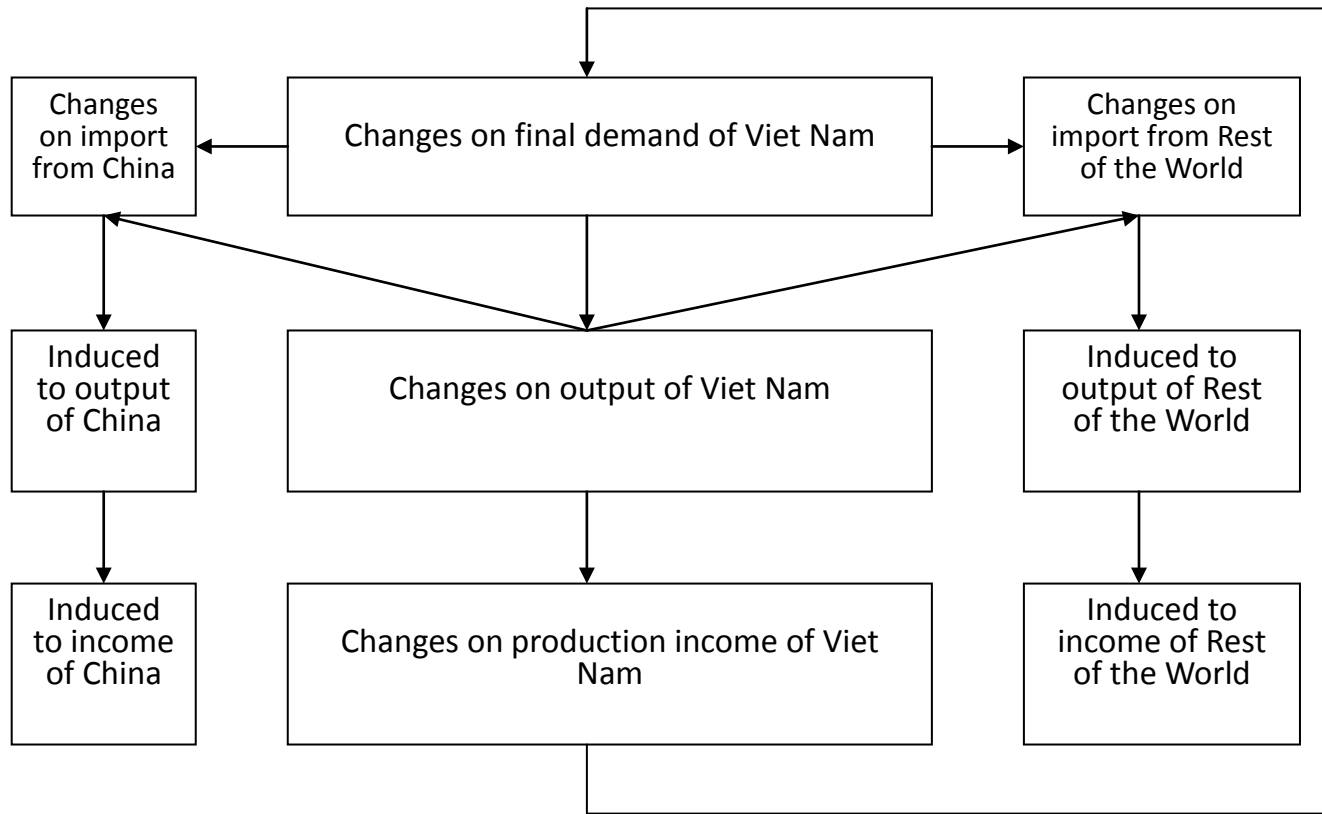 Changes
on import
from China
Changes on final demand of Viet Nam
Changes on
import from Rest
of the World
Induced
to output
of China
Changes on output of Viet Nam
Induced to
output of Rest
of the World
Induced
to income
of China
Changes on production income of Viet
Nam
Induced to
income of Rest
of the World